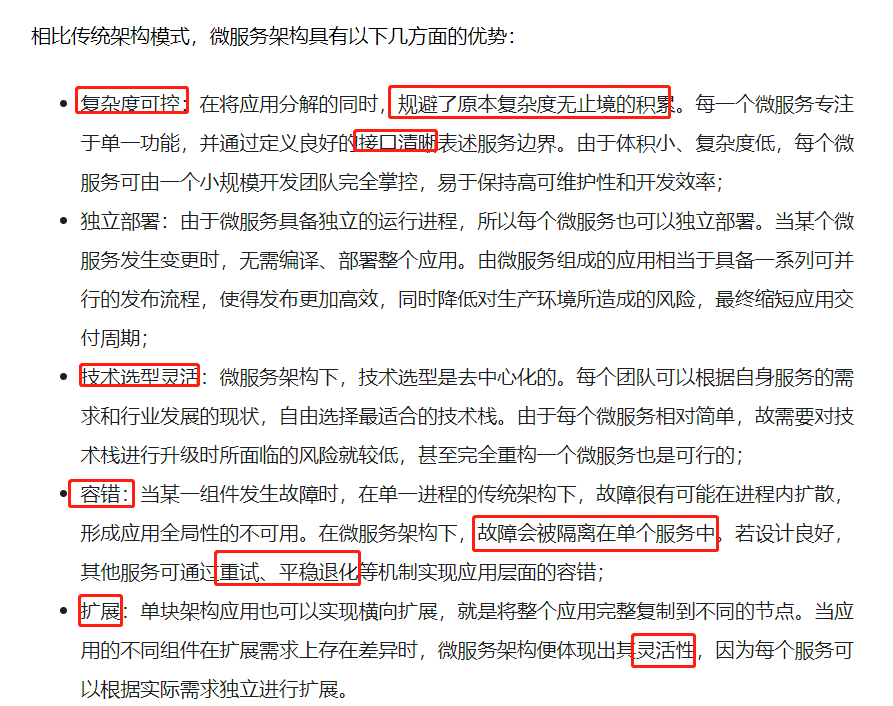 相比传统架构模式，微服务架构具有以下几方面的优势：
• 复杂度可控：在将应用分解的同时，规避了原本复杂度无止境的积累。每一个微服务专注
于单一功能，并通过定义良好的接口清晰表述服务边界。由于体积小、复杂度低，每个微
服务可由一个小规模开发团队完全掌控，易于保持高可维护性和开发效率；
• 独立部署：由于微服务具备独立的运行进程，所以每个微服务也可以独立部署。当某个微
服务发生变更时，无需编译、部署整个应用。由微服务组成的应用相当于具备一系列可并
行的发布流程，使得发布更加高效，同时降低对生产环境所造成的风险，最终缩短应用交
付周期；
• 技术选型灵活：微服务架构下，技术选型是去中心化的。每个团队可以根据自身服务的需
求和行业发展的现状，自由选择最适合的技术栈。由于每个微服务相对简单，故需要对技
术栈进行升级时所面临的风险就较低，甚至完全重构一个微服务也是可行的；
• 容错：当某一组件发生故障时，在单一进程的传统架构下，故障很有可能在进程内扩散，
形成应用全局性的不可用。在微服务架构下，故障会被隔离在单个服务中。若设计良好，
其他服务可通过重试、平稳退化等机制实现应用层面的容错；
• 扩展：单块架构应用也可以实现横向扩展，就是将整个应用完整复制到不同的节点。当应
用的不同组件在扩展需求上存在差异时，微服务架构便体现出其灵活性，因为每个服务可
以根据实际需求独立进行扩展。